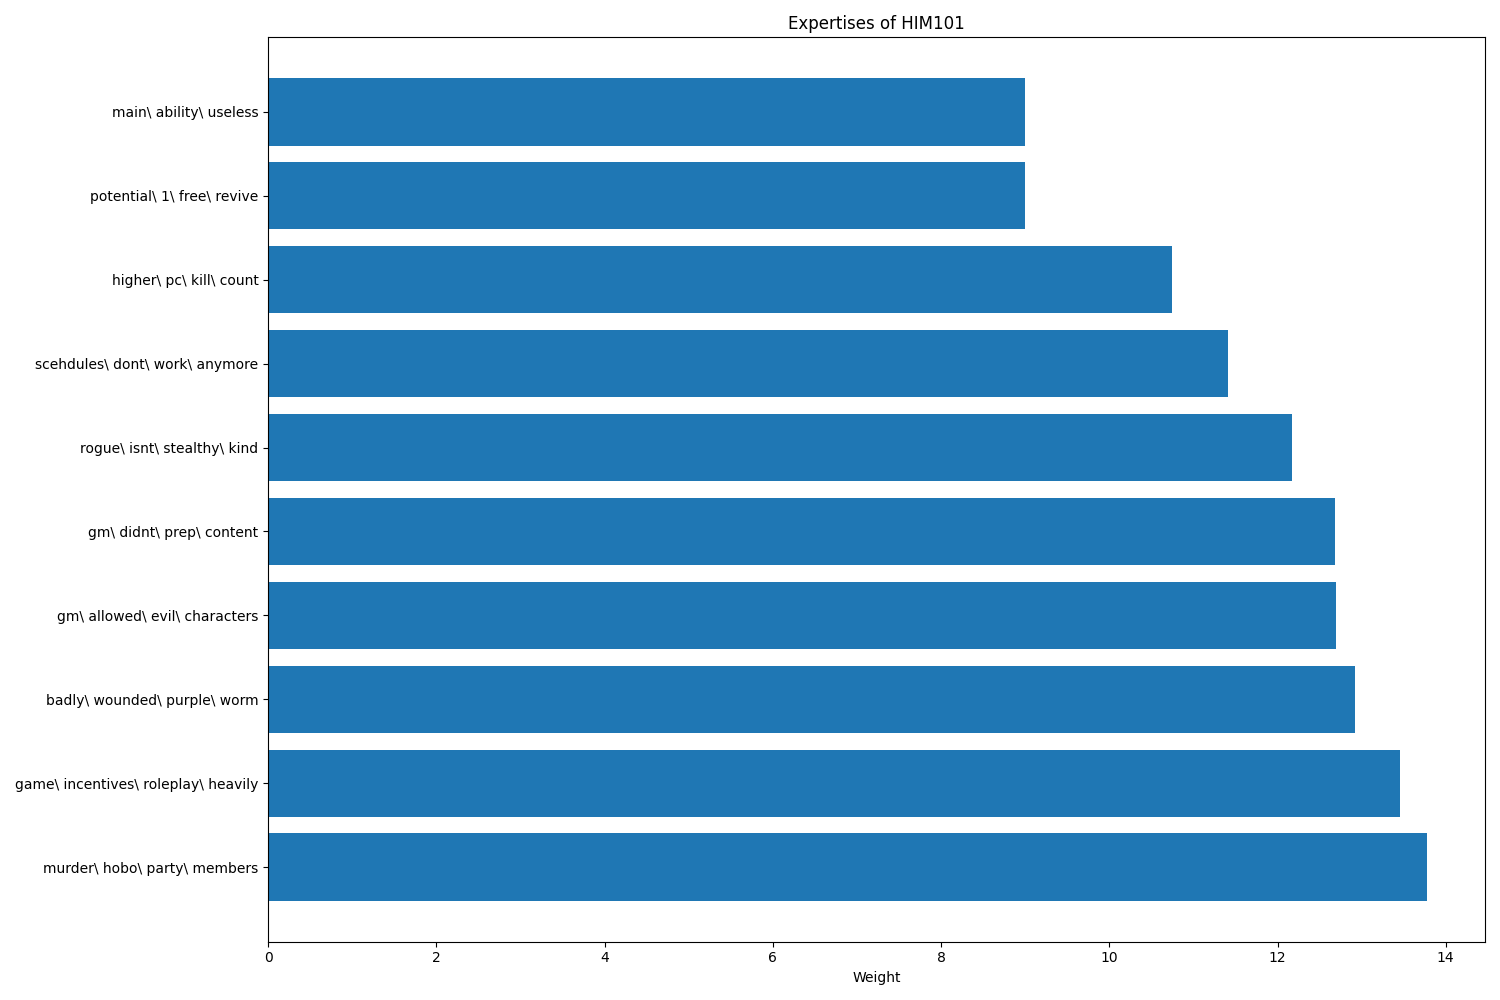 Expertises of HIM101
main\ ability\ useless
potential\ 1\ free\ revive
higher\ pc\ kill\ count
scehdules\ dont\ work\ anymore
rogue\ isnt\ stealthy\ kind
gm\ didnt\ prep\ content
gm\ allowed\ evil\ characters
badly\ wounded\ purple\ worm
game\ incentives\ roleplay\ heavily
murder\ hobo\ party\ members
0 2 4 6 8 10 12 14
Weight